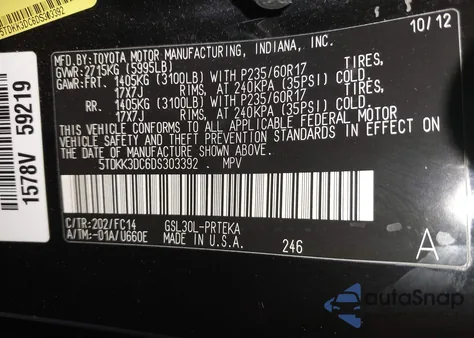 5TDKK3DC6DS303392
1578V 59219
10/12
MFD.BY:TOYOTA MOTOR MANUFACTURING, INDIANA, INC.
GVWR:2715KG (5995LB)
GAWR:FRT. 1405KG (3100LB) WITH P235/60R17 TIRES,
17X7J RIMS, AT 240KPA (35PSI) COLD.
RR. 1405KG (3100LB) WITH P235/60R17 TIRES,
17X7J RIMS, AT 240KPA (35PSI) COLD.
THIS VEHICLE CONFORMS TO ALL APPLICABLE FEDERAL MOTOR
VEHICLE SAFETY AND THEFT PREVENTION STANDARDS IN EFFECT ON
THE DATE OF MANUFACTURE SHOWN ABOVE.
5TDKK3DC6DS303392 . MPV
C/TR:202/FC14 GSL30L-PRTEKA
A/TM:-01A/U660E MADE IN U.S.A. 246
A
autoSnap